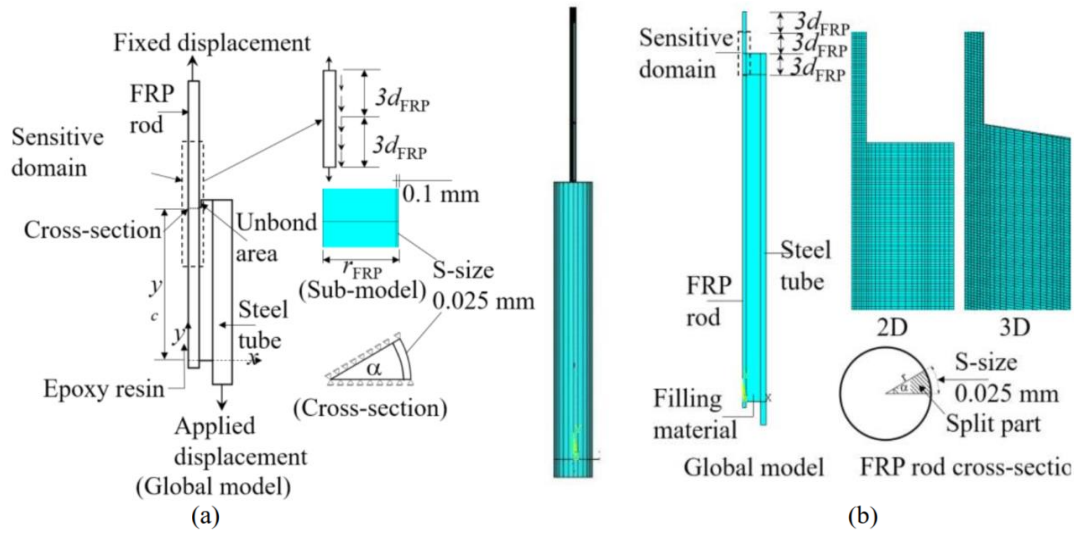 Fixed displacement
FRP
rod
Sensitive
domain
3d_FRP
3d_FRP
0.1 mm
Cross-section
Unbond
area
r_FRP
(Sub-model)
S-size
0.025 mm
y
c
y
Steel
tube
x
α
Epoxy resin
(Cross-section)
Applied
displacement
(Global model)
(a)
(b)
Sensitive
domain
3d_FRP
3d_FRP
3d_FRP
Steel
tube
FRP
rod
2D
3D
r
α
S-size
0.025 mm
Split part
Filling
material
X
Global model
FRP rod cross-sectio